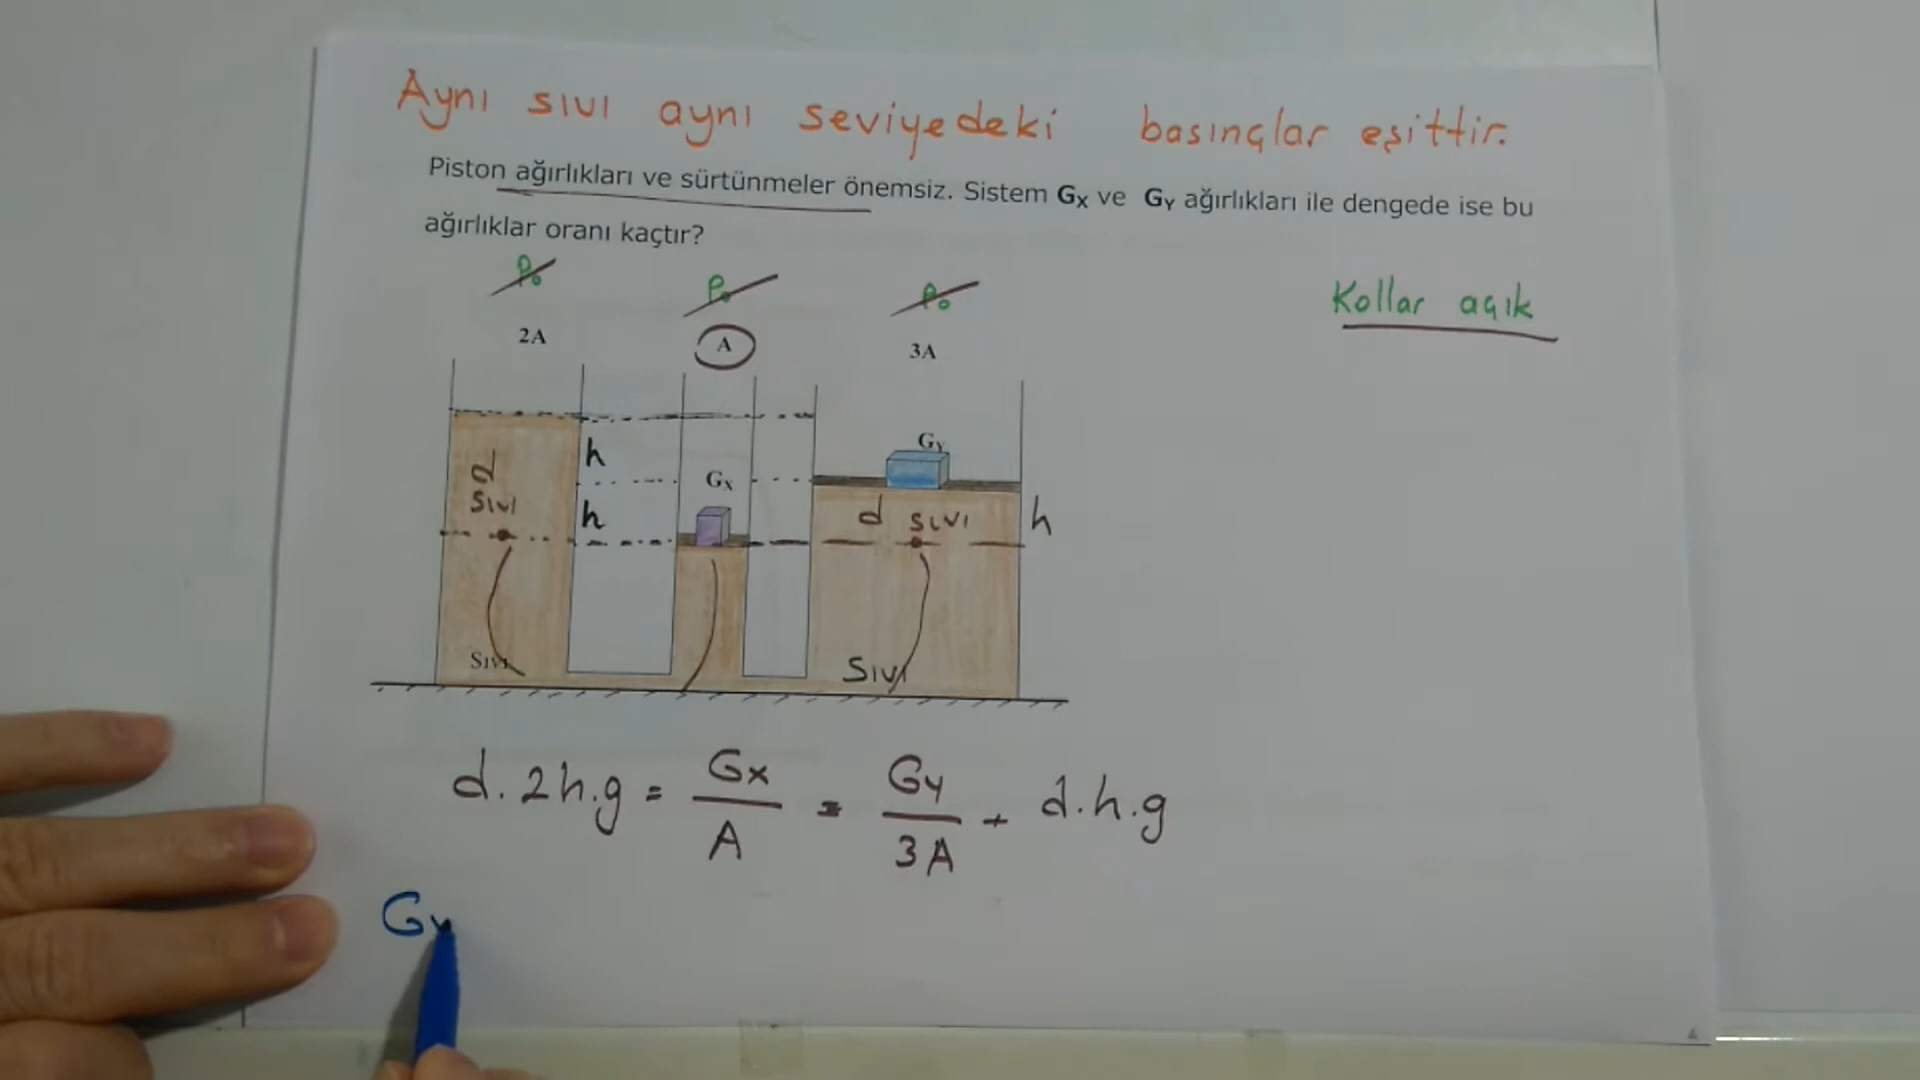 Aynı sıvı aynı seviyedeki basınçlar eşittir.
Piston ağırlıkları ve sürtünmeler önemsiz. Sistem Gx ve Gy ağırlıkları ile dengede ise bu
ağırlıklar oranı kaçtır?
P₀ P₀ P₀
Kollar açık
2A A 3A
h
Gy
d
sıvı
Gx
h
d sıvı h
Sıvı
Sıvı
d.2h.g = Gx/A = Gy/3A + d.h.g
G
4